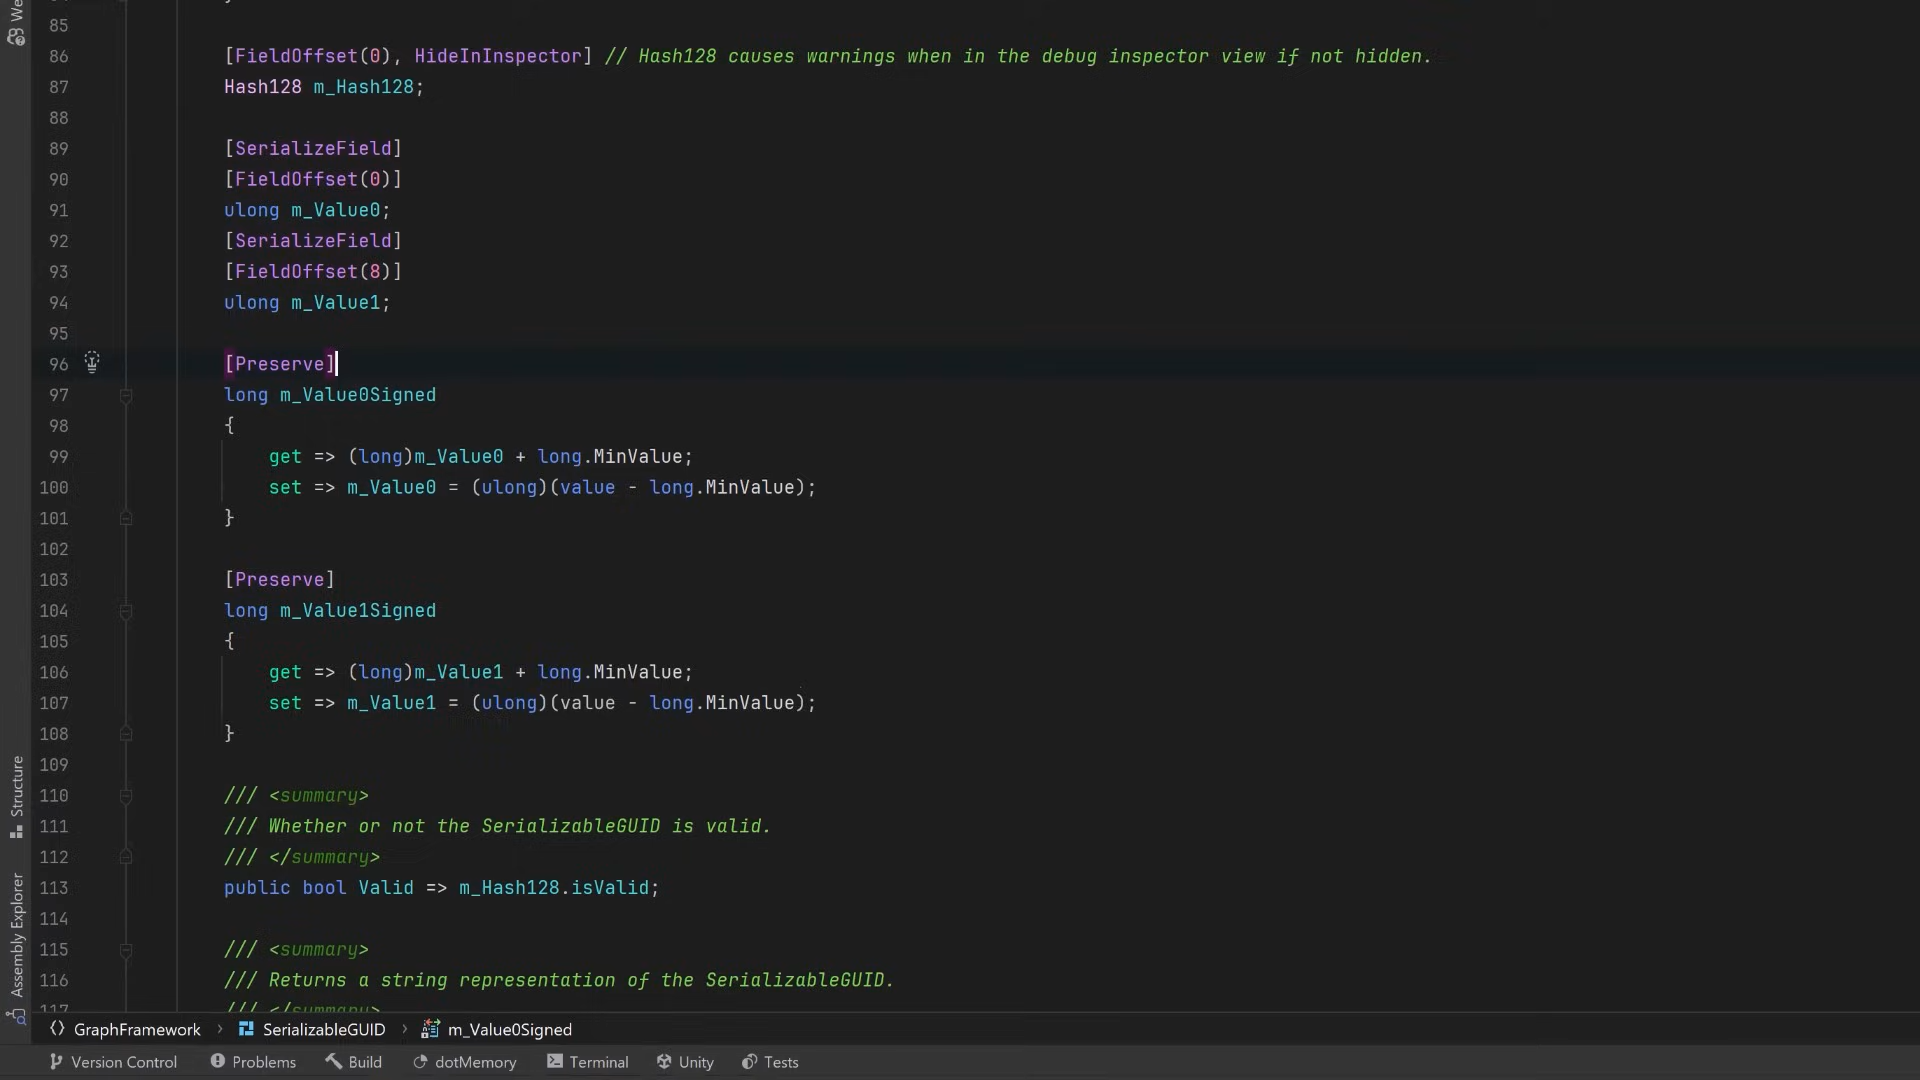 85
86 [FieldOffset(0), HideInInspector] // Hash128 causes warnings when in the debug inspector view if not hidden.
87 Hash128 m_Hash128;
88
89 [SerializeField]
90 [FieldOffset(0)]
91 ulong m_Value0;
92 [SerializeField]
93 [FieldOffset(8)]
94 ulong m_Value1;
95
96 [Preserve]
97 long m_Value0Signed
98 {
99 get => (long)m_Value0 + long.MinValue;
100 set => m_Value0 = (ulong)(value - long.MinValue);
101 }
102
103 [Preserve]
104 long m_Value1Signed
105 {
106 get => (long)m_Value1 + long.MinValue;
107 set => m_Value1 = (ulong)(value - long.MinValue);
108 }
109
110 /// <summary>
111 /// Whether or not the SerializableGUID is valid.
112 /// </summary>
113 public bool Valid => m_Hash128.isValid;
114
115 /// <summary>
116 /// Returns a string representation of the SerializableGUID.
117 /// </summary>
Structure
Assembly Explorer
GraphFramework > SerializableGUID > m_Value0Signed
Version Control Problems Build dotMemory Terminal Unity Tests